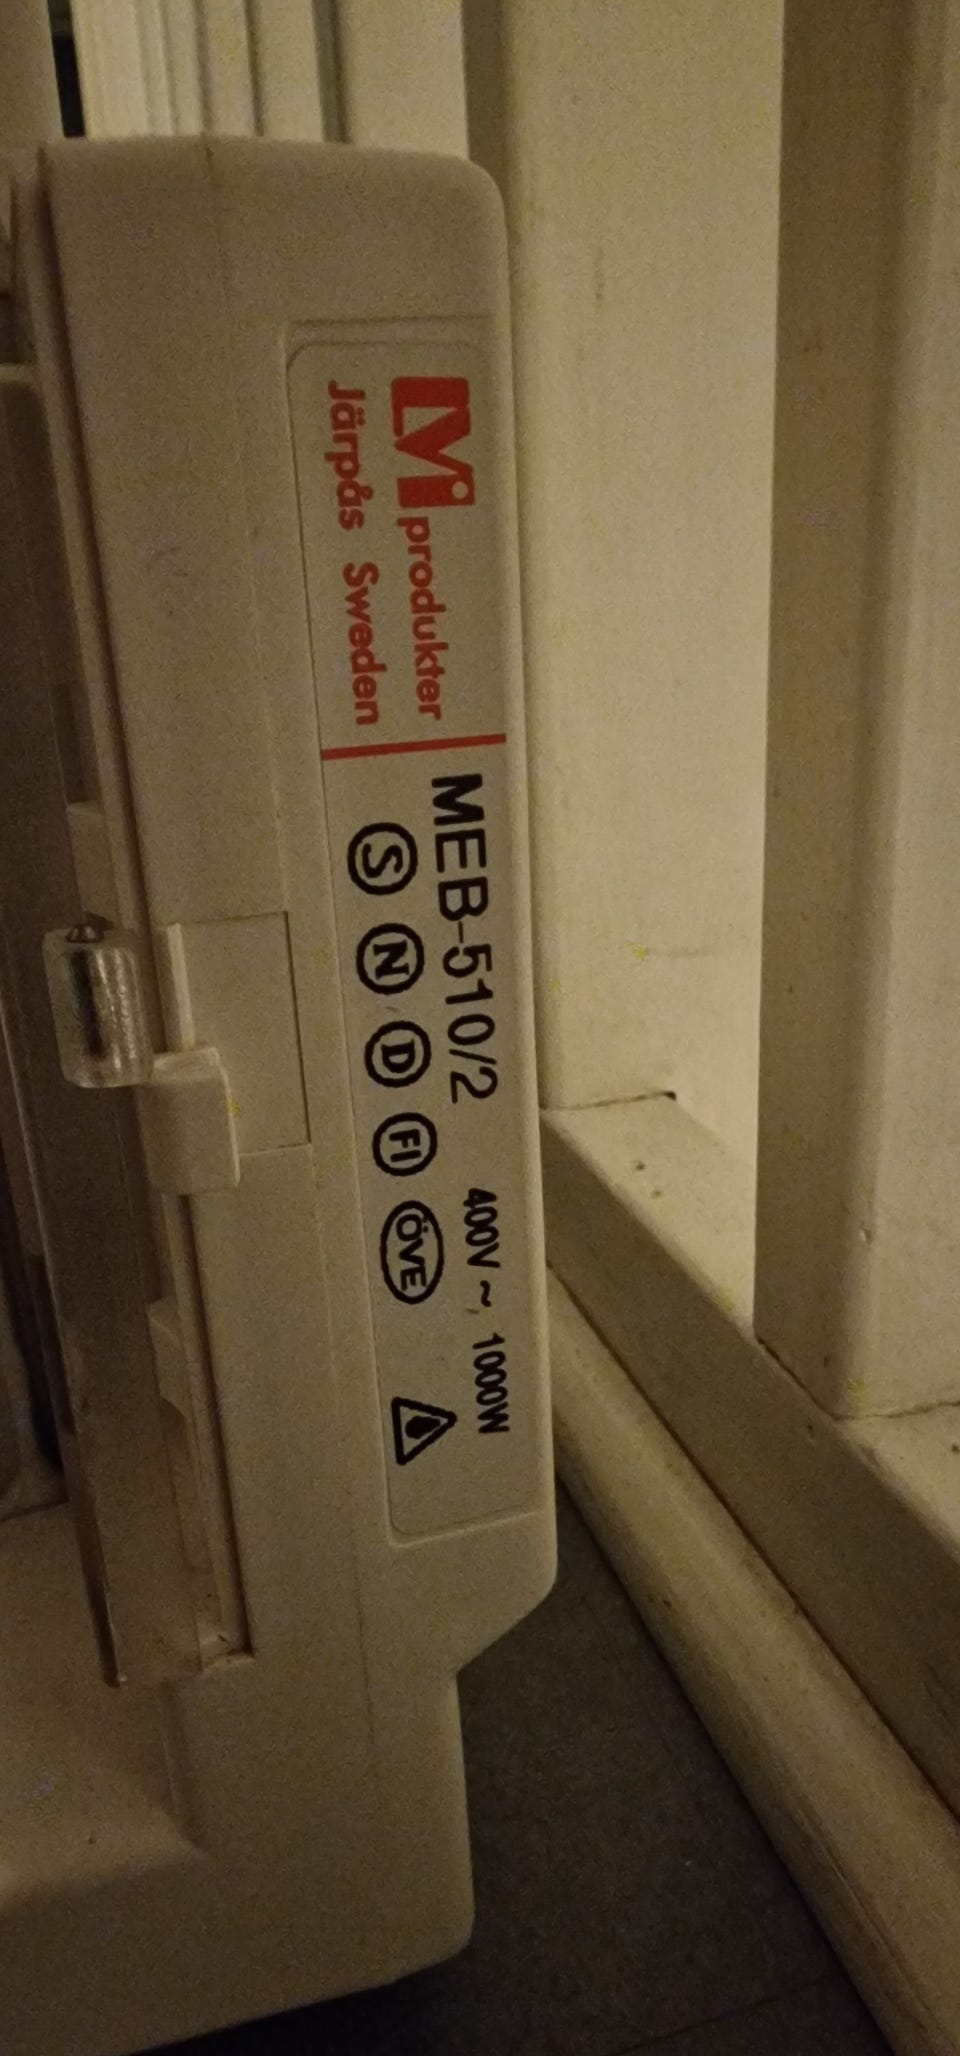 LVi produkter
Järpås Sweden
MEB-510/2 400V ~, 1000W
S N D FI ÖVE